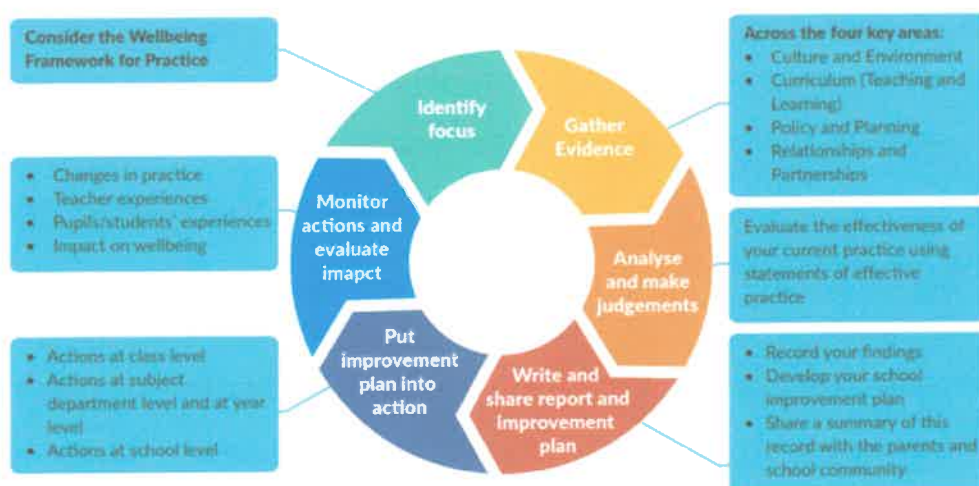 Consider the Wellbeing
Framework for Practice
Identify
focus
Gather
Evidence
Across the four key areas:
• Culture and Environment
• Curriculum (Teaching and
Learning)
• Policy and Planning
• Relationships and
Partnerships
Analyse
and make
judgements
Evaluate the effectiveness of
your current practice using
statements of effective
practice
Write and
share report and
improvement
plan
• Record your findings
• Develop your school
improvement plan
• Share a summary of this
record with the parents and
school community
Put
improvement
plan into
action
• Actions at class level
• Actions at subject
department level and at year
level
• Actions at school level
Monitor
actions and
evaluate
imapct
• Changes in practice
• Teacher experiences
• Pupils/students' experiences
• Impact on wellbeing